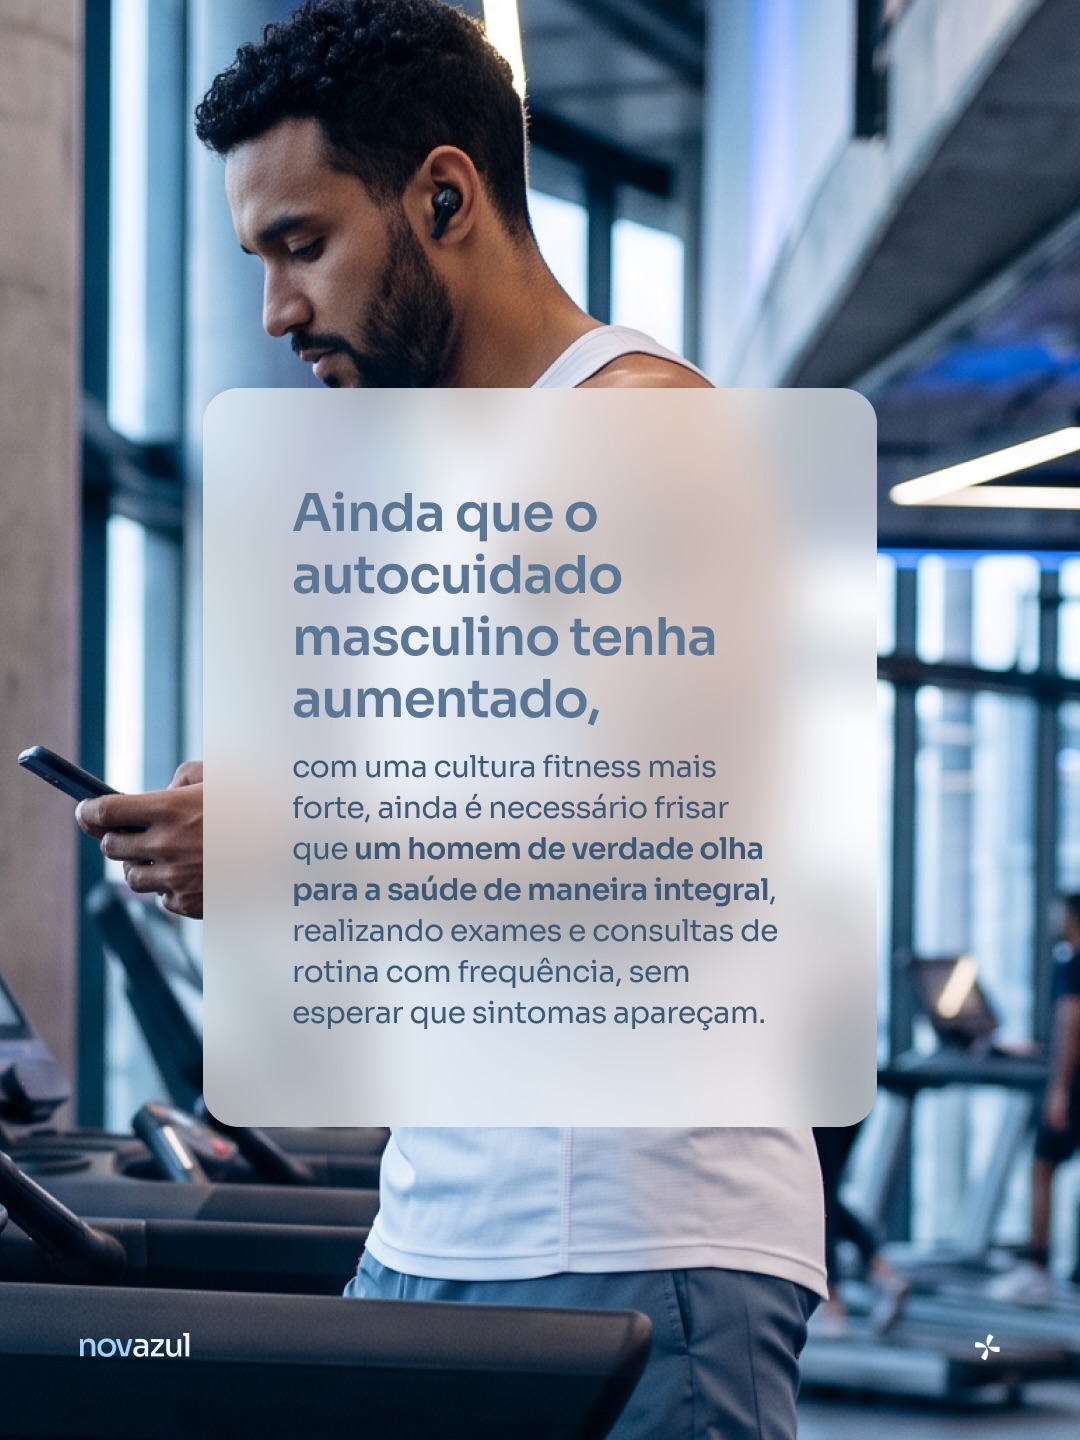 Ainda que o
autocuidado
masculino tenha
aumentado,
com uma cultura fitness mais
forte, ainda é necessário frisar
que um homem de verdade olha
para a saúde de maneira integral,
realizando exames e consultas de
rotina com frequência, sem
esperar que sintomas apareçam.
novazul